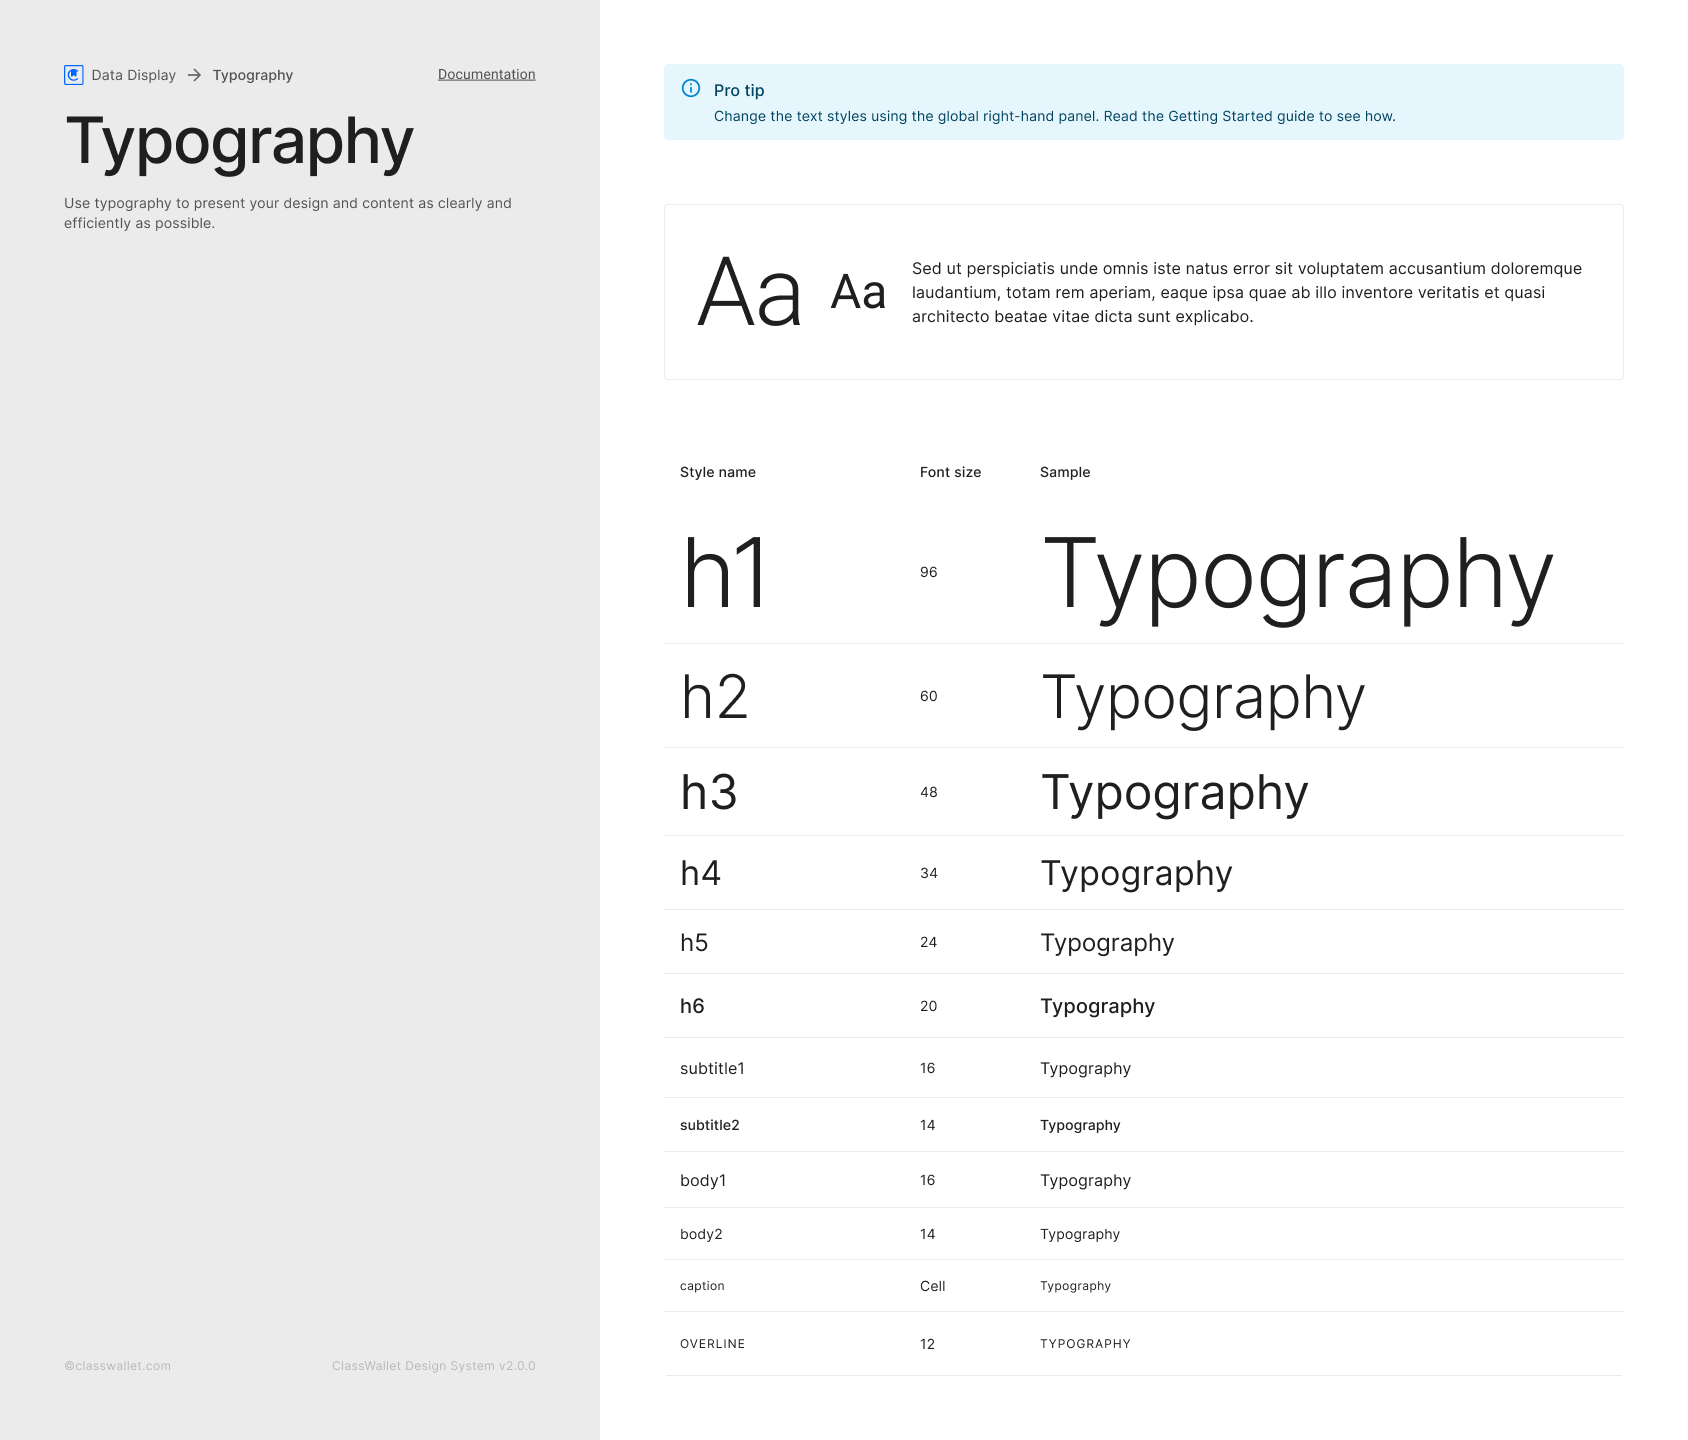 Data Display → Typography
Documentation
Typography
Use typography to present your design and content as clearly and
efficiently as possible.
©classwallet.com
ClassWallet Design System v2.0.0
Pro tip
Change the text styles using the global right-hand panel. Read the Getting Started guide to see how.
Aa
Aa
Sed ut perspiciatis unde omnis iste natus error sit voluptatem accusantium doloremque
laudantium, totam rem aperiam, eaque ipsa quae ab illo inventore veritatis et quasi
architecto beatae vitae dicta sunt explicabo.
Style name Font size Sample
h1 96 Typography
h2 60 Typography
h3 48 Typography
h4 34 Typography
h5 24 Typography
h6 20 Typography
subtitle1 16 Typography
subtitle2 14 Typography
body1 16 Typography
body2 14 Typography
caption Cell Typography
OVERLINE 12 TYPOGRAPHY